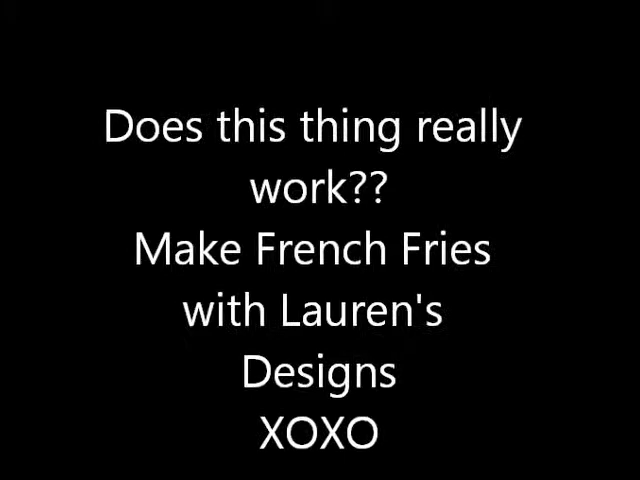 Does this thing really
work??
Make French Fries
with Lauren's
Designs
XOXO